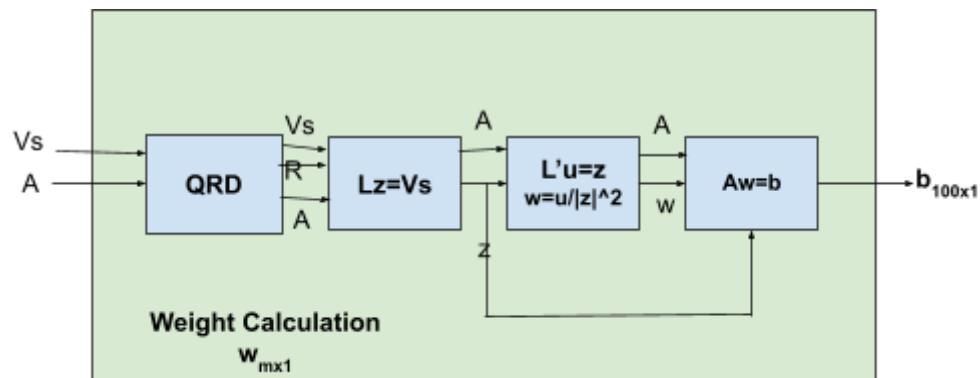 Vs
A
QRD
Vs
R
A
Lz=Vs
A
z
L'u=z
w=u/|z|^2
A
w
Aw=b
b100x1
Weight Calculation
wmx1